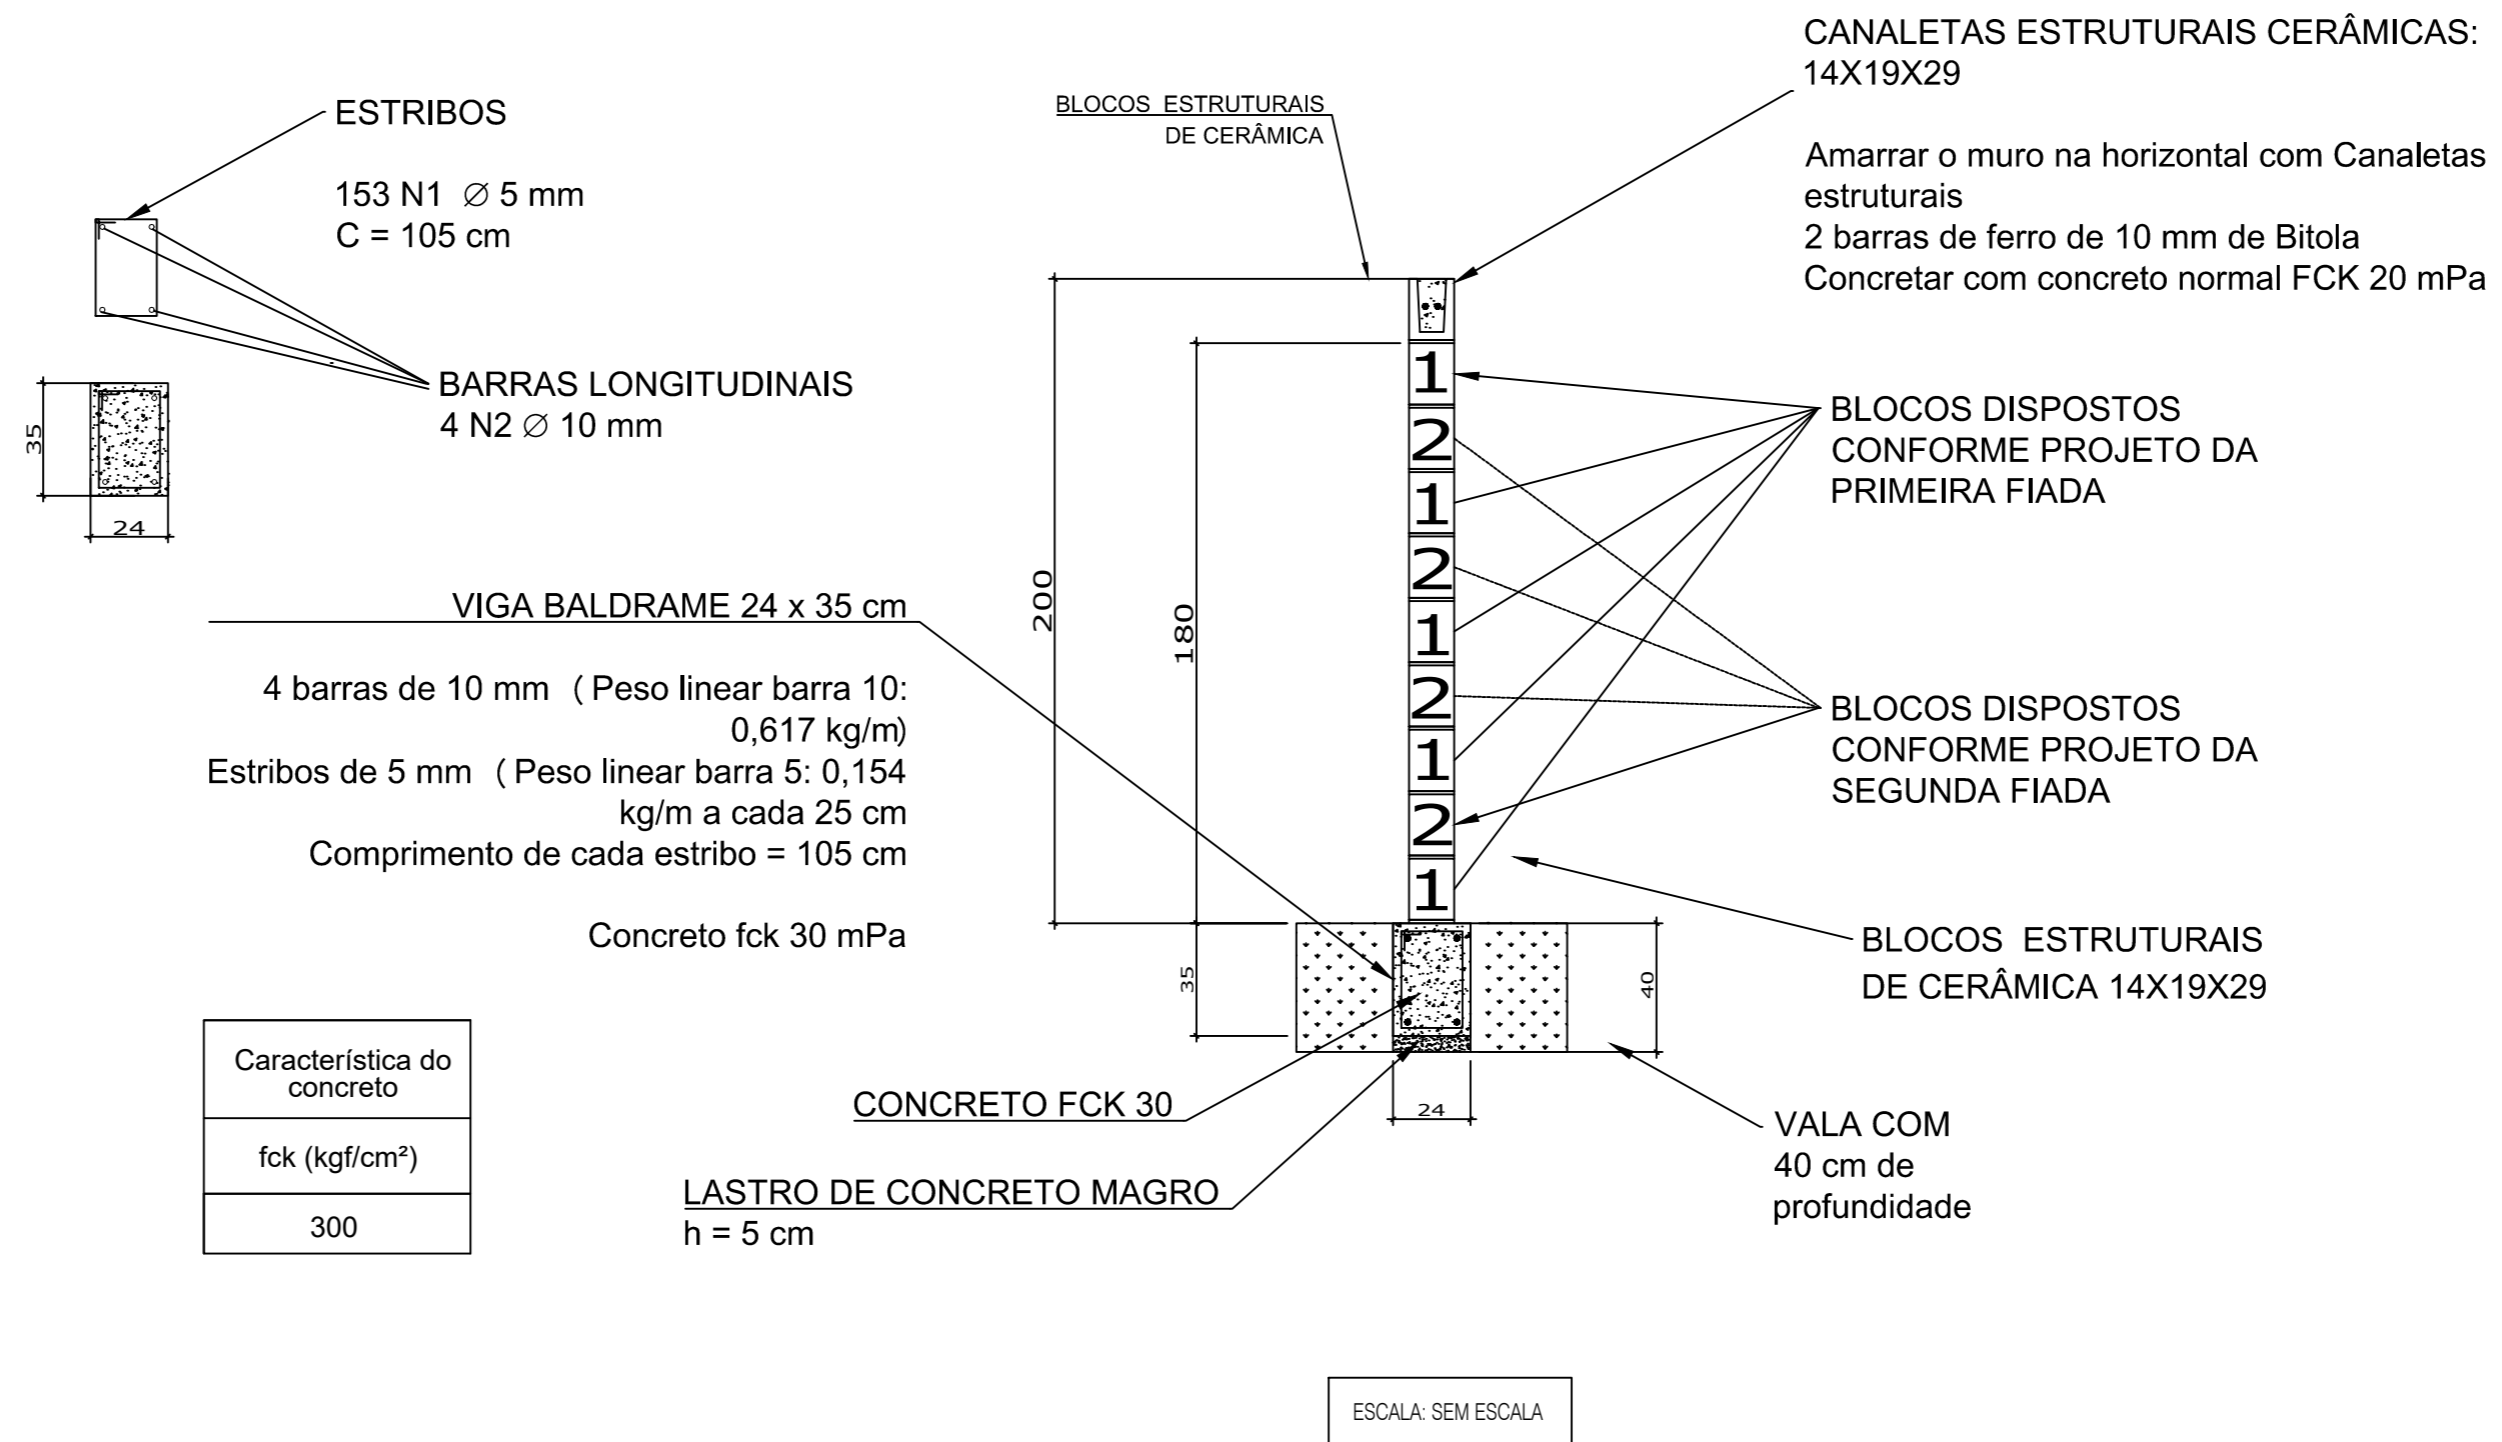 ESTRIBOS
153 N1 ∅ 5 mm
C = 105 cm
BARRAS LONGITUDINAIS
4 N2 ∅ 10 mm
35
24
VIGA BALDRAME 24 x 35 cm
4 barras de 10 mm ( Peso linear barra 10:
0,617 kg/m)
Estribos de 5 mm ( Peso linear barra 5: 0,154
kg/m a cada 25 cm
Comprimento de cada estribo = 105 cm
Concreto fck 30 mPa
Característica do
concreto
fck (kgf/cm²)
300
BLOCOS ESTRUTURAIS
DE CERÂMICA
200
180
1
2
1
2
1
2
1
2
1
35
40
24
CONCRETO FCK 30
LASTRO DE CONCRETO MAGRO
h = 5 cm
CANALETAS ESTRUTURAIS CERÂMICAS:
14X19X29
Amarrar o muro na horizontal com Canaletas
estruturais
2 barras de ferro de 10 mm de Bitola
Concretar com concreto normal FCK 20 mPa
BLOCOS DISPOSTOS
CONFORME PROJETO DA
PRIMEIRA FIADA
BLOCOS DISPOSTOS
CONFORME PROJETO DA
SEGUNDA FIADA
BLOCOS ESTRUTURAIS
DE CERÂMICA 14X19X29
VALA COM
40 cm de
profundidade
ESCALA: SEM ESCALA